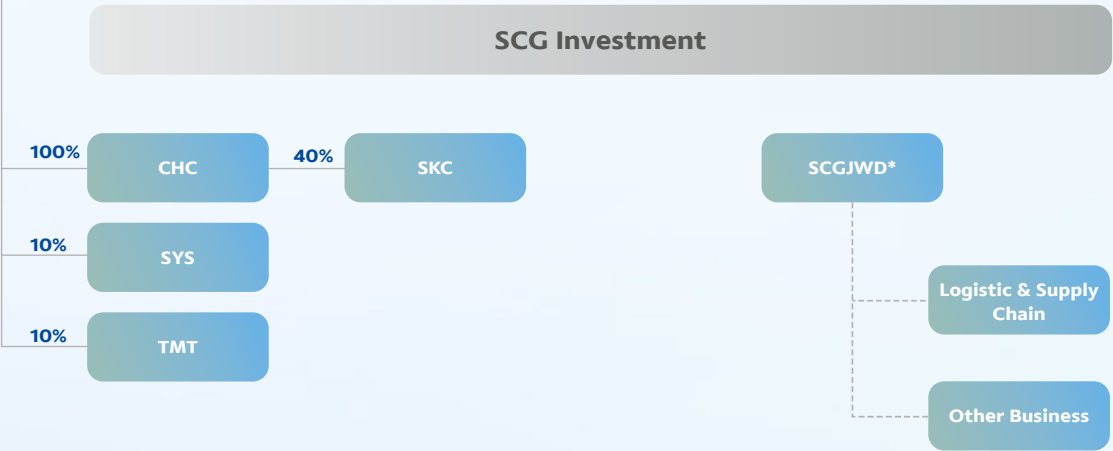 SCG Investment
100%
CHC
40%
SKC
SCGJWD*
10%
SYS
Logistic & Supply
Chain
10%
TMT
Other Business